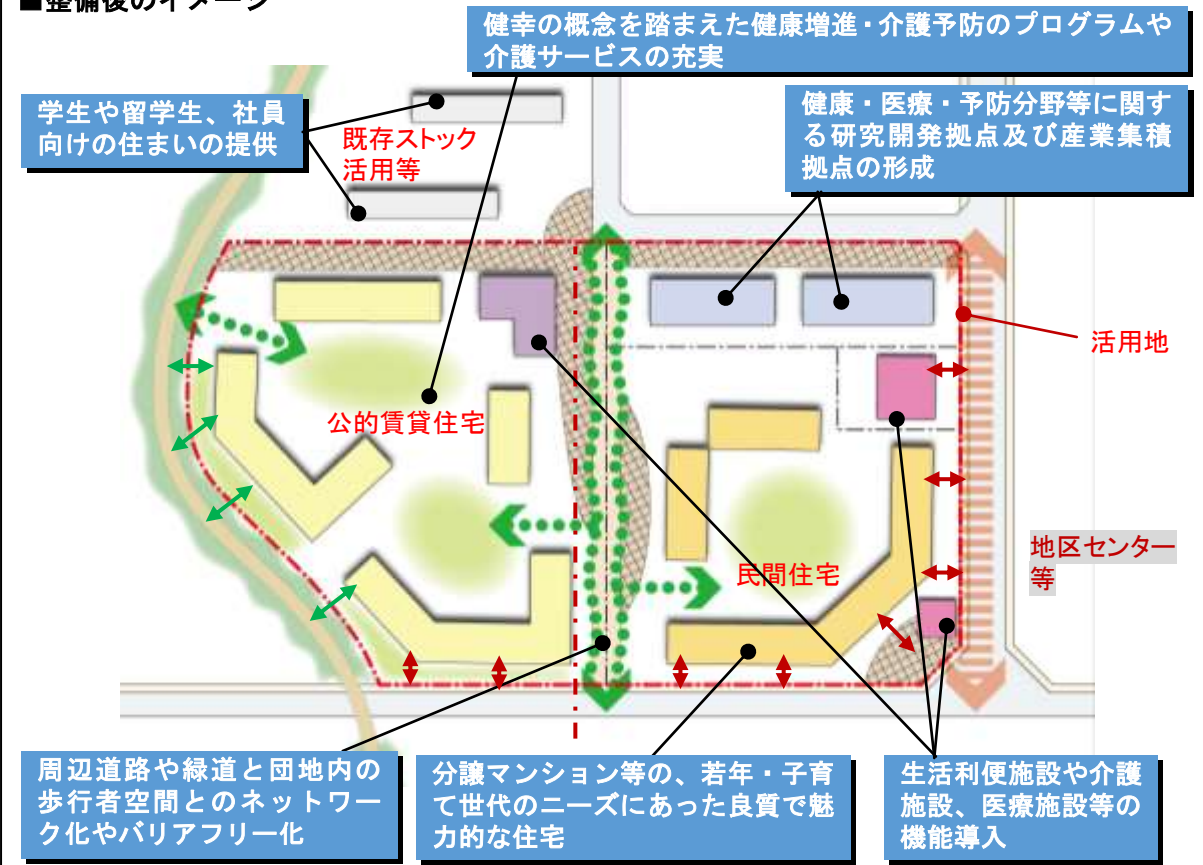 ■整備後のイメージ
健幸の概念を踏まえた健康増進・介護予防のプログラムや
介護サービスの充実
学生や留学生、社員
向けの住まいの提供
既存ストック
活用等
健康・医療・予防分野等に関す
る研究開発拠点及び産業集積
拠点の形成
活用地
公的賃貸住宅
民間住宅
地区センター
等
周辺道路や緑道と団地内の
歩行者空間とのネットワー
ク化やバリアフリー化
分譲マンション等の、若年・子育
て世代のニーズにあった良質で魅
力的な住宅
生活利便施設や介護
施設、医療施設等の
機能導入